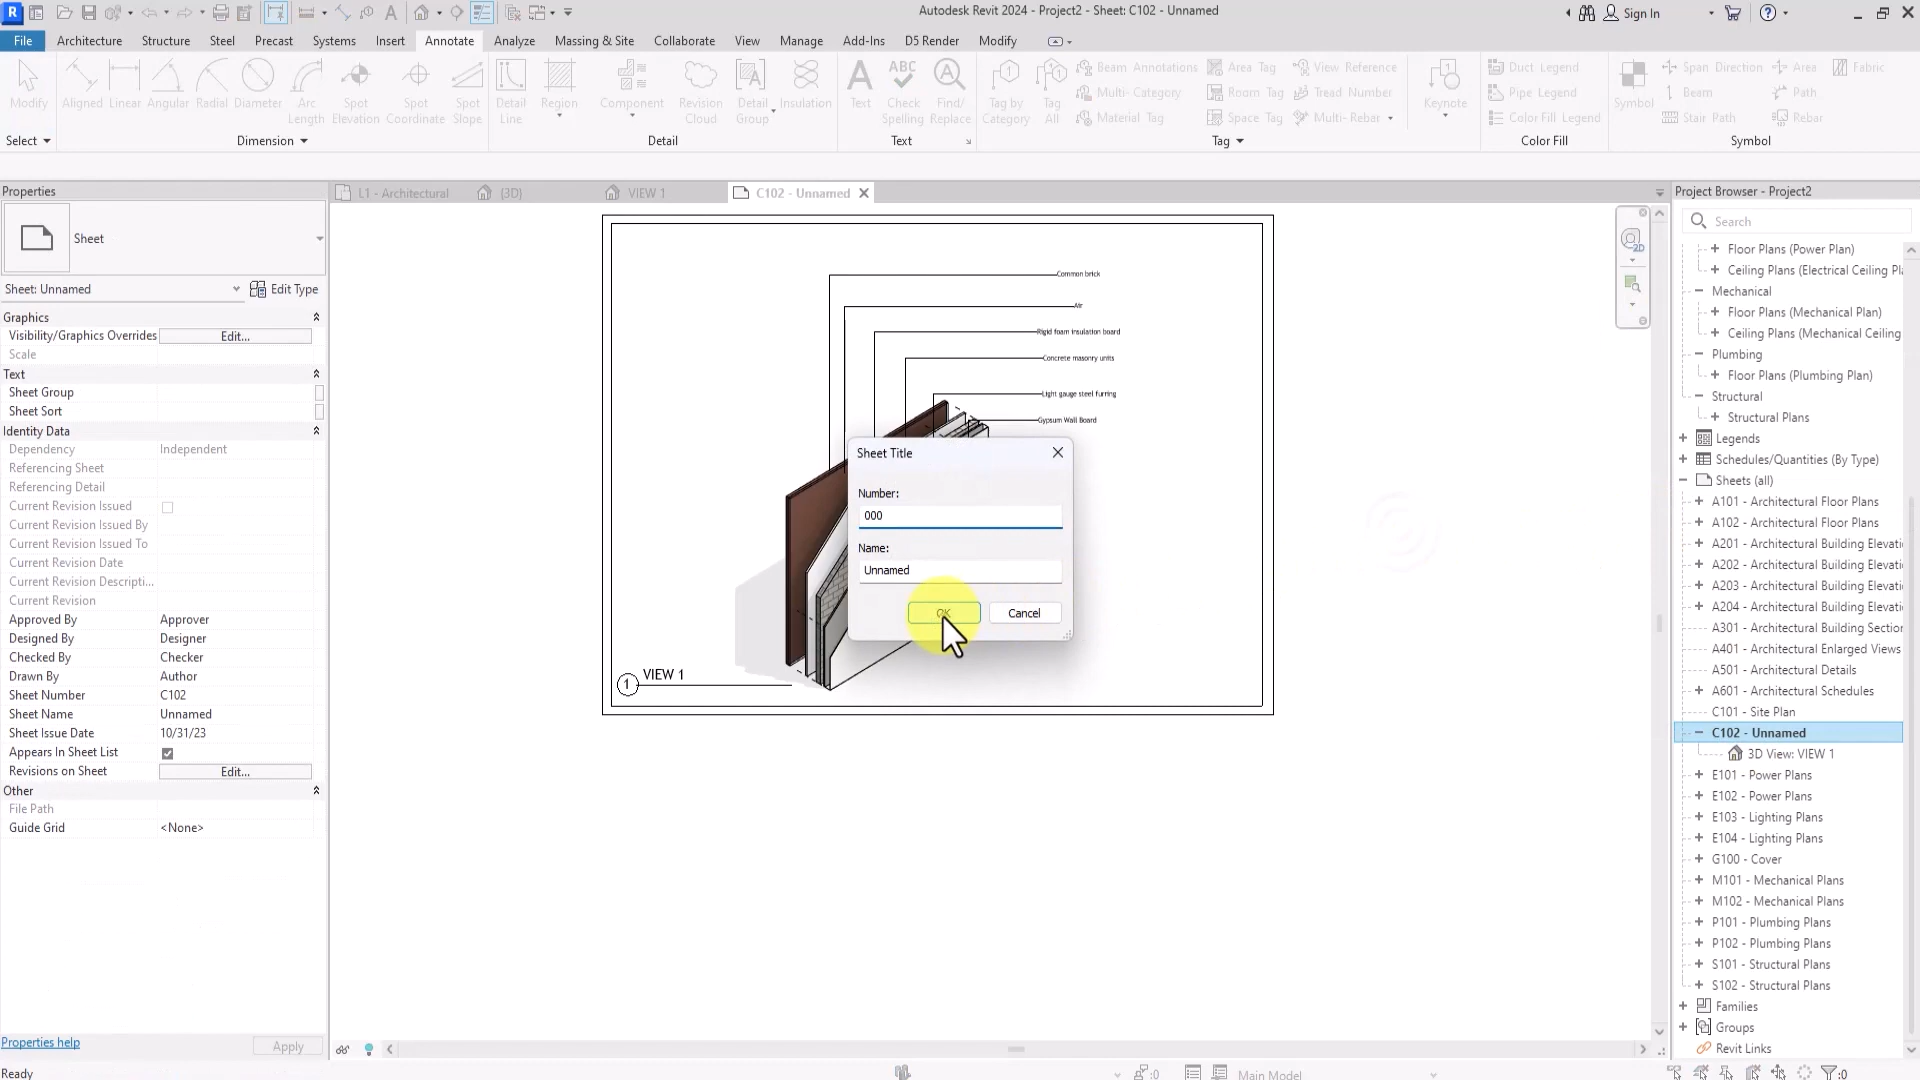 Autodesk Revit 2024 - Project2 - Sheet: C102 - Unnamed
Sign In
File Architecture Structure Steel Precast Systems Insert Annotate Analyze Massing & Site Collaborate View Manage Add-Ins D5 Render Modify
Modify Aligned Linear Angular Radial Diameter Arc Length Spot Elevation Spot Coordinate Spot Slope
Detail Line Region Component Revision Cloud Detail Group Insulation
Text Check Spelling Find/ Replace
Tag by Category Tag All Beam Annotations Multi- Category Material Tag
Area Tag Room Tag Space Tag
View Reference Tread Number Multi- Rebar
Keynote
Duct Legend Pipe Legend Color Fill Legend
Symbol Span Direction Beam Stair Path
Area Path Rebar
Fabric
Select Dimension Detail Text Tag Color Fill Symbol
Properties
Sheet
Sheet: Unnamed Edit Type
Graphics
Visibility/Graphics Overrides Edit...
Scale
Text
Sheet Group
Sheet Sort
Identity Data
Dependency Independent
Referencing Sheet
Referencing Detail
Current Revision Issued
Current Revision Issued By
Current Revision Issued To
Current Revision Date
Current Revision Descripti...
Current Revision
Approved By Approver
Designed By Designer
Checked By Checker
Drawn By Author
Sheet Number C102
Sheet Name Unnamed
Sheet Issue Date 10/31/23
Appears In Sheet List
Revisions on Sheet Edit...
Other
File Path
Guide Grid <None>
Properties help Apply
Ready
L1 - Architectural {3D} VIEW 1 C102 - Unnamed
Common brick
Air
Rigid foam insulation board
Concrete masonry units
Light gauge steel furring
Gypsum Wall Board
1 VIEW 1
Sheet Title
Number:
000
Name:
Unnamed
OK Cancel
2D
Project Browser - Project2
Search
Floor Plans (Power Plan)
Ceiling Plans (Electrical Ceiling Pl
Mechanical
Floor Plans (Mechanical Plan)
Ceiling Plans (Mechanical Ceiling
Plumbing
Floor Plans (Plumbing Plan)
Structural
Structural Plans
Legends
Schedules/Quantities (By Type)
Sheets (all)
A101 - Architectural Floor Plans
A102 - Architectural Floor Plans
A201 - Architectural Building Elevati
A202 - Architectural Building Elevati
A203 - Architectural Building Elevati
A204 - Architectural Building Elevati
A301 - Architectural Building Section
A401 - Architectural Enlarged Views
A501 - Architectural Details
A601 - Architectural Schedules
C101 - Site Plan
C102 - Unnamed
3D View: VIEW 1
E101 - Power Plans
E102 - Power Plans
E103 - Lighting Plans
E104 - Lighting Plans
G100 - Cover
M101 - Mechanical Plans
M102 - Mechanical Plans
P101 - Plumbing Plans
P102 - Plumbing Plans
S101 - Structural Plans
S102 - Structural Plans
Families
Groups
Revit Links
:0 Main Model :0